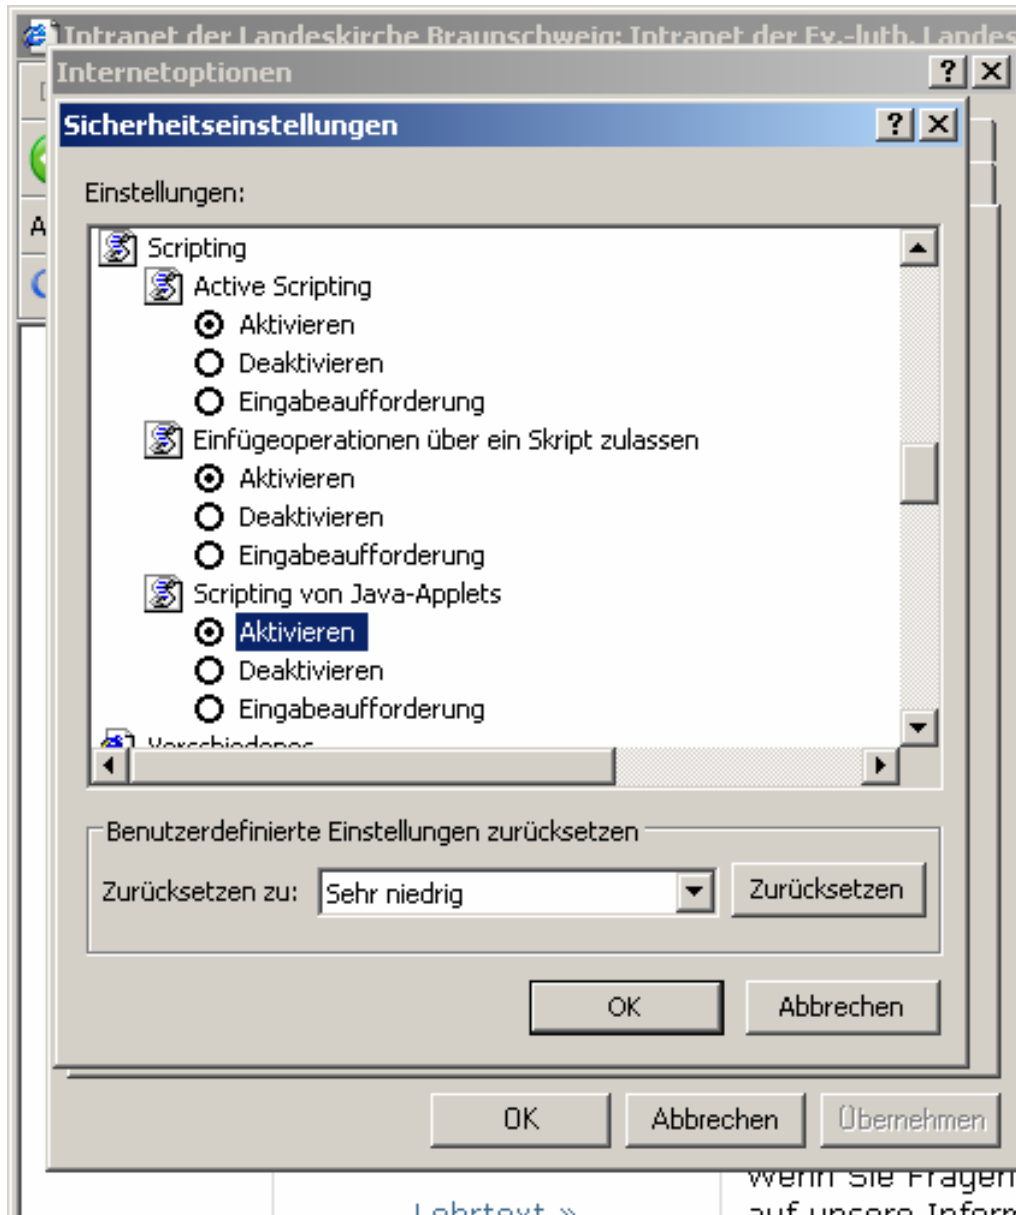 Intranet der Landeskirche Braunschweig: Intranet der Ev.-luth. Landes
Internetoptionen
Sicherheitseinstellungen
Einstellungen:
Scripting
Active Scripting
Aktivieren
Deaktivieren
Eingabeaufforderung
Einfügeoperationen über ein Skript zulassen
Aktivieren
Deaktivieren
Eingabeaufforderung
Scripting von Java-Applets
Aktivieren
Deaktivieren
Eingabeaufforderung
Verschiedenes
Benutzerdefinierte Einstellungen zurücksetzen
Zurücksetzen zu: Sehr niedrig Zurücksetzen
OK Abbrechen
OK Abbrechen Übernehmen
Wenn Sie Fragen
Lehrtext » auf unsere Inform